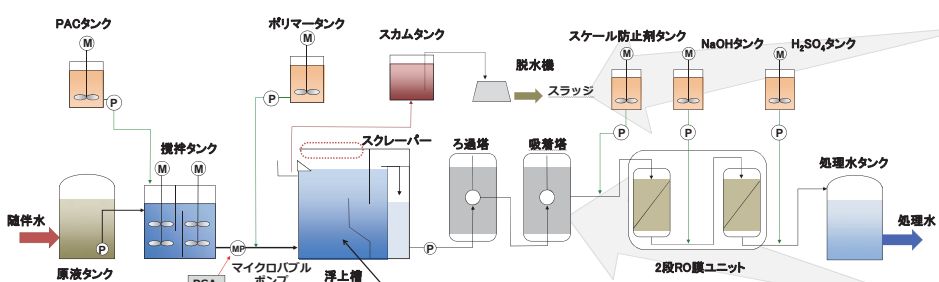 PACタンク
M
P
ポリマータンク
M
P
スカムタンク
脱水機
スラッジ
スケール防止剤タンク
M
P
NaOHタンク
M
P
H₂SO₄タンク
M
P
撹拌タンク
M
M
スクレーパー
ろ過塔
吸着塔
処理水タンク
随伴水
P
原液タンク
MP
マイクロバブル
ポンプ
浮上槽
P
2段RO膜ユニット
処理水